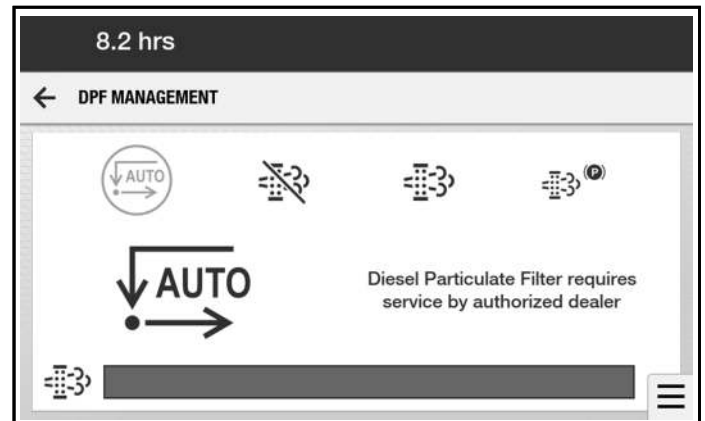 8.2 hrs
DPF MANAGEMENT
AUTO
(P)
AUTO
Diesel Particulate Filter requires
service by authorized dealer